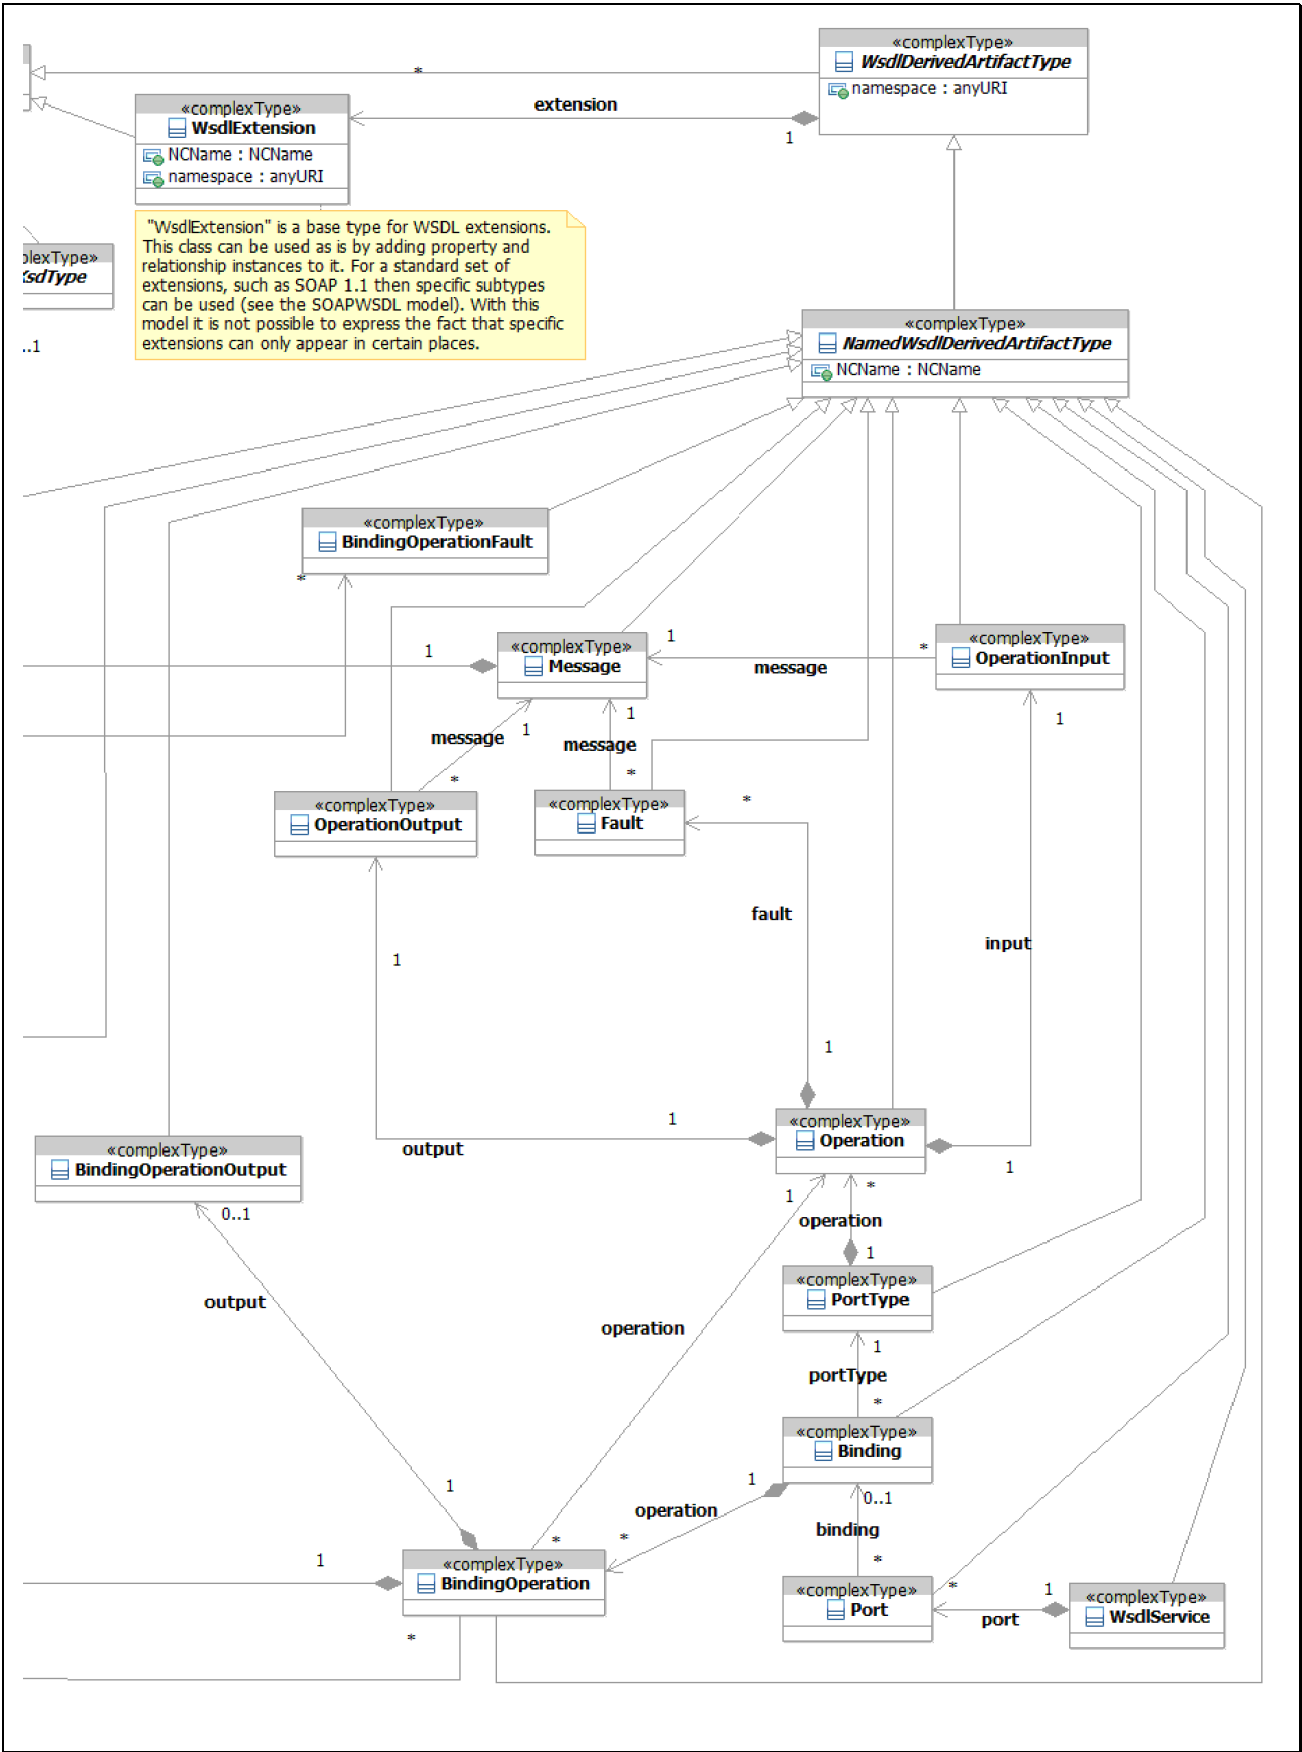 «complexType»
WsdlDerivedArtifactType
namespace : anyURI
*
extension
1
«complexType»
WsdlExtension
NCName : NCName
namespace : anyURI
"WsdlExtension" is a base type for WSDL extensions.
This class can be used as is by adding property and
relationship instances to it. For a standard set of
extensions, such as SOAP 1.1 then specific subtypes
can be used (see the SOAPWSDL model). With this
model it is not possible to express the fact that specific
extensions can only appear in certain places.
plexType»
XsdType
..1
«complexType»
NamedWsdlDerivedArtifactType
NCName : NCName
«complexType»
BindingOperationFault
*
«complexType»
Message
1
1
message
*
«complexType»
OperationInput
1
message
1
*
message
1
*
«complexType»
OperationOutput
«complexType»
Fault
*
fault
input
1
1
1
output
«complexType»
Operation
1
«complexType»
BindingOperationOutput
0..1
output
1
operation
*
operation
1
«complexType»
PortType
1
portType
*
«complexType»
Binding
1
operation
*
0..1
binding
*
1
*
1
«complexType»
BindingOperation
*
«complexType»
Port
*
port
1
«complexType»
WsdlService